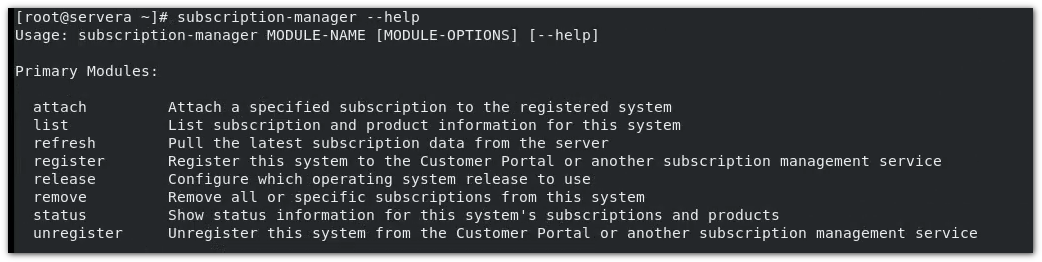 [root@servera ~]# subscription-manager --help
Usage: subscription-manager MODULE-NAME [MODULE-OPTIONS] [--help]

Primary Modules:

  attach         Attach a specified subscription to the registered system
  list           List subscription and product information for this system
  refresh        Pull the latest subscription data from the server
  register       Register this system to the Customer Portal or another subscription management service
  release        Configure which operating system release to use
  remove         Remove all or specific subscriptions from this system
  status         Show status information for this system's subscriptions and products
  unregister     Unregister this system from the Customer Portal or another subscription management service